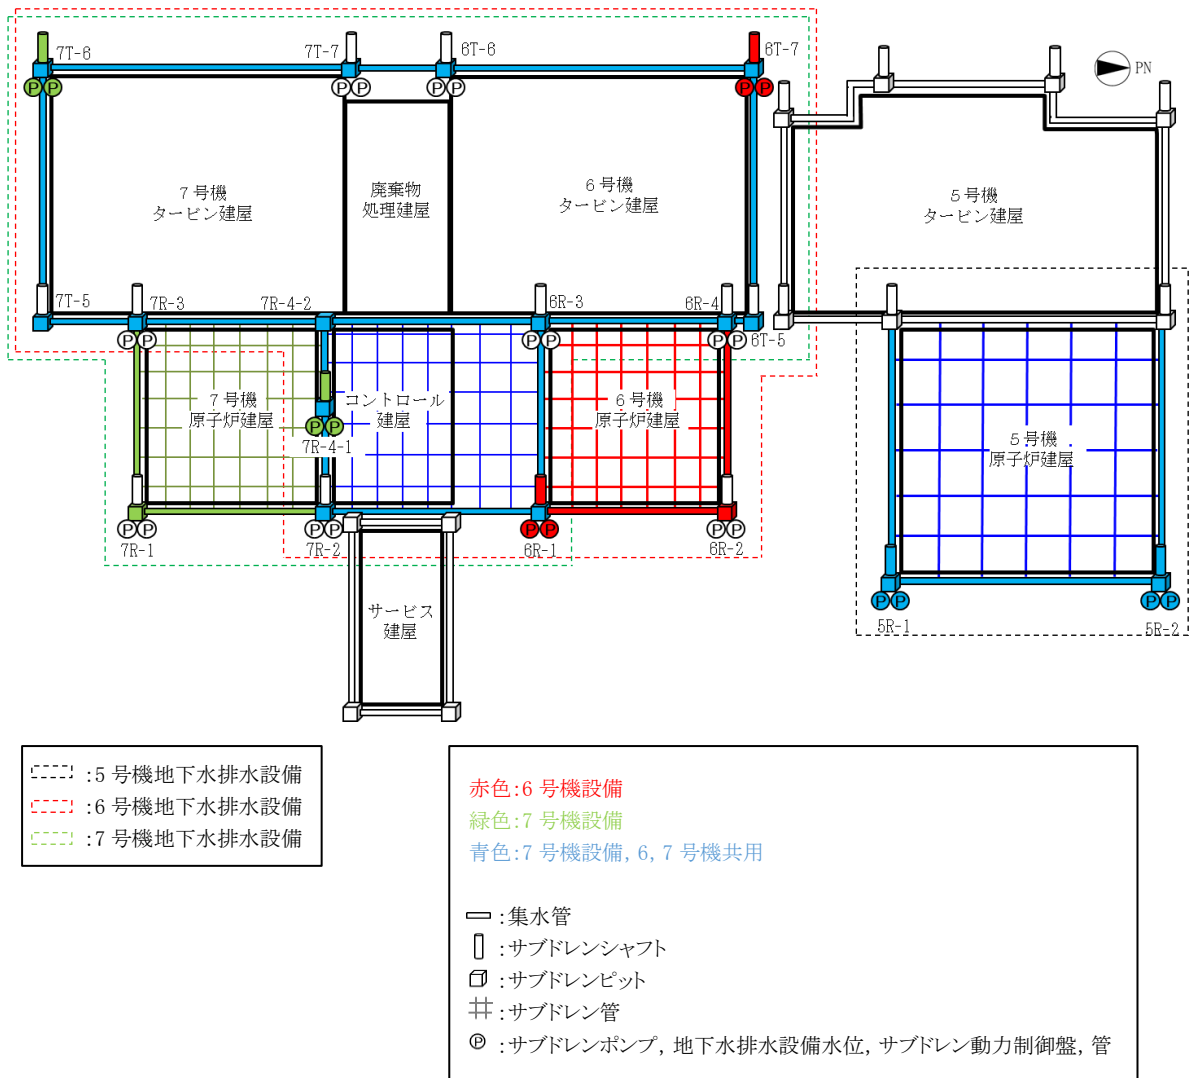 7T-6
7T-7
6T-6
6T-7
PN
P P
P P
P P
P P
7号機
タービン建屋
廃棄物
処理建屋
6号機
タービン建屋
5号機
タービン建屋
7T-5
7R-3
7R-4-2
6R-3
6R-4
6T-5
P P
P P
P P
7号機
原子炉建屋
コントロール
建屋
6号機
原子炉建屋
P P
7R-4-1
5号機
原子炉建屋
P P
P P
P P
P P
7R-1
7R-2
6R-1
6R-2
P P
P P
5R-1
5R-2
サービス
建屋
:5号機地下水排水設備
:6号機地下水排水設備
:7号機地下水排水設備
赤色:6号機設備
緑色:7号機設備
青色:7号機設備, 6, 7号機共用
:集水管
:サブドレンシャフト
:サブドレンピット
:サブドレン管
P :サブドレンポンプ, 地下水排水設備水位, サブドレン動力制御盤, 管